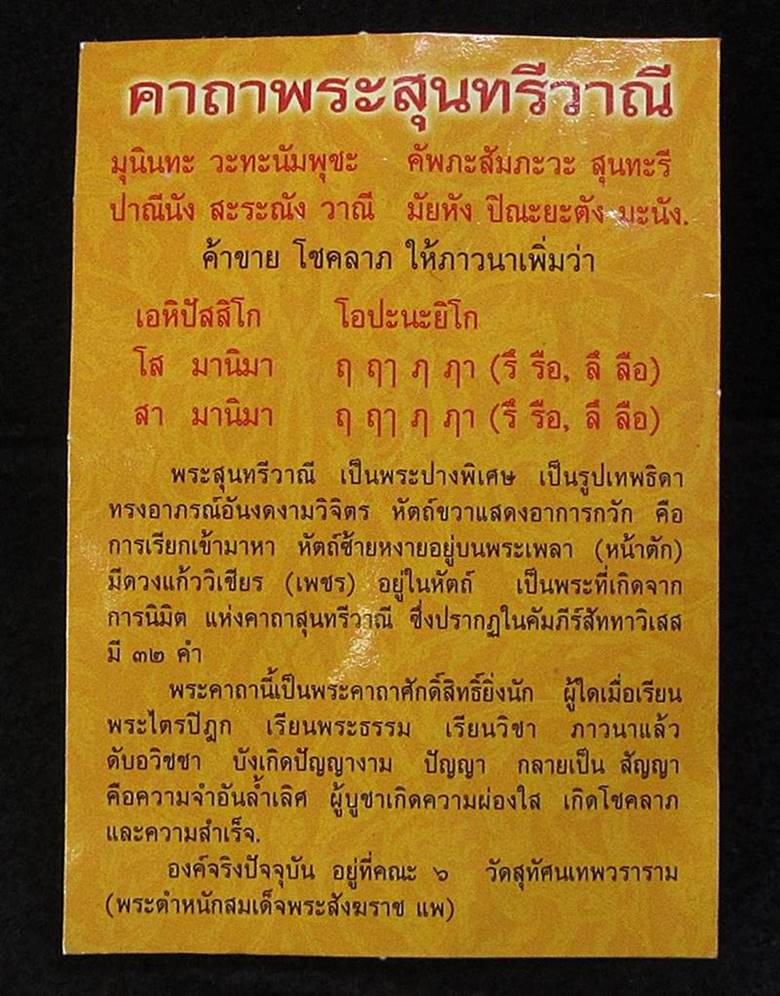 คาถาพระสุนทรีวาณี
มุนินทะ วะทะนัมพุชะ คัพภะสัมภะวะ สุนทะรี
ปาณีนัง สะระณัง วาณี มัยหัง ปิณะยะตัง มะนัง.
ค้าขาย โชคลาภ ให้ภาวนาเพิ่มว่า
เอหิปัสสิโก โอปะนะยิโก
โส มานิมา ฤ ฤๅ ฦ ฦๅ (รึ รือ, ลึ ลือ)
สา มานิมา ฤ ฤๅ ฦ ฦๅ (รึ รือ, ลึ ลือ)
พระสุนทรีวาณี เป็นพระปางพิเศษ เป็นรูปเทพธิดา
ทรงอาภรณ์อันงดงามวิจิตร หัตถ์ขวาแสดงอาการกวัก คือ
การเรียกเข้ามาหา หัตถ์ซ้ายหงายอยู่บนพระเพลา (หน้าตัก)
มีดวงแก้ววิเชียร (เพชร) อยู่ในหัตถ์ เป็นพระที่เกิดจาก
การนิมิต แห่งคาถาสุนทรีวาณี ซึ่งปรากฏในคัมภีร์สัททาวิเสส
มี ๓๒ คำ
พระคาถานี้เป็นพระคาถาศักดิ์สิทธิ์ยิ่งนัก ผู้ใดเมื่อเรียน
พระไตรปิฎก เรียนพระธรรม เรียนวิชา ภาวนาแล้ว
ดับอวิชชา บังเกิดปัญญางาม ปัญญา กลายเป็น สัญญา
คือความจำอันล้ำเลิศ ผู้บูชาเกิดความผ่องใส เกิดโชคลาภ
และความสำเร็จ.
องค์จริงปัจจุบัน อยู่ที่คณะ ๖ วัดสุทัศนเทพวราราม
(พระตำหนักสมเด็จพระสังฆราช แพ)